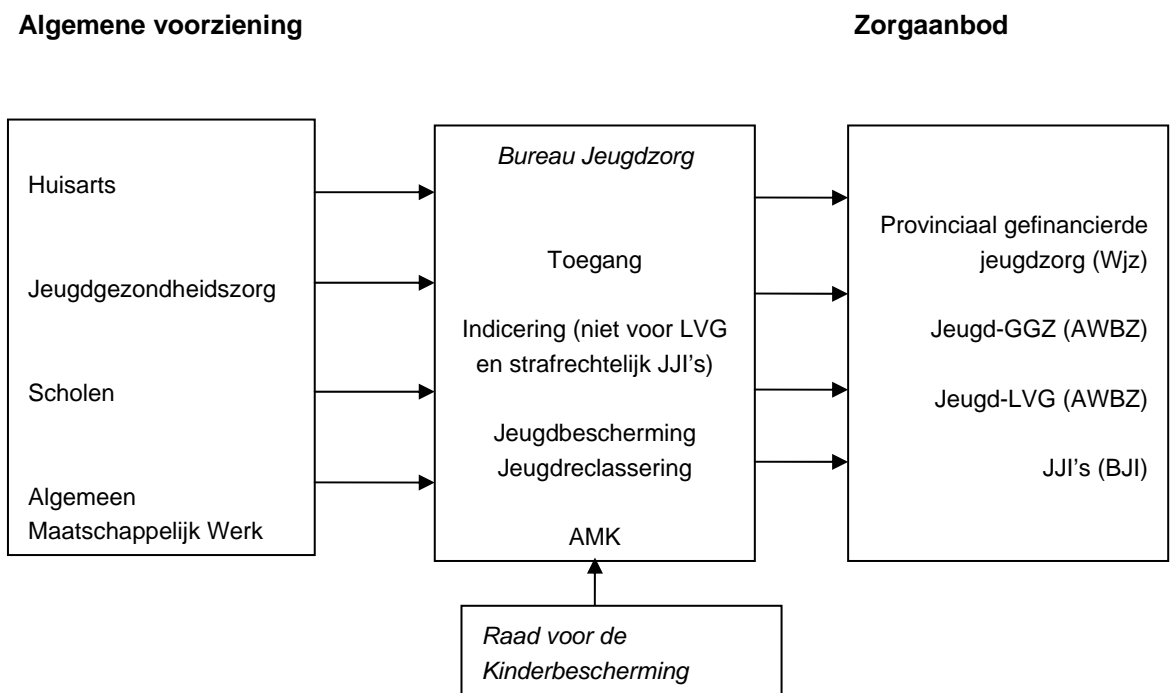 Algemene voorziening
Zorgaanbod
Huisarts
Jeugdgezondheidszorg
Scholen
Algemeen
Maatschappelijk Werk
Bureau Jeugdzorg
Toegang
Indicering (niet voor LVG
en strafrechtelijk JJI's)
Jeugdbescherming
Jeugdreclassering
AMK
Provinciaal gefinancierde
jeugdzorg (Wjz)
Jeugd-GGZ (AWBZ)
Jeugd-LVG (AWBZ)
JJI's (BJI)
Raad voor de
Kinderbescherming